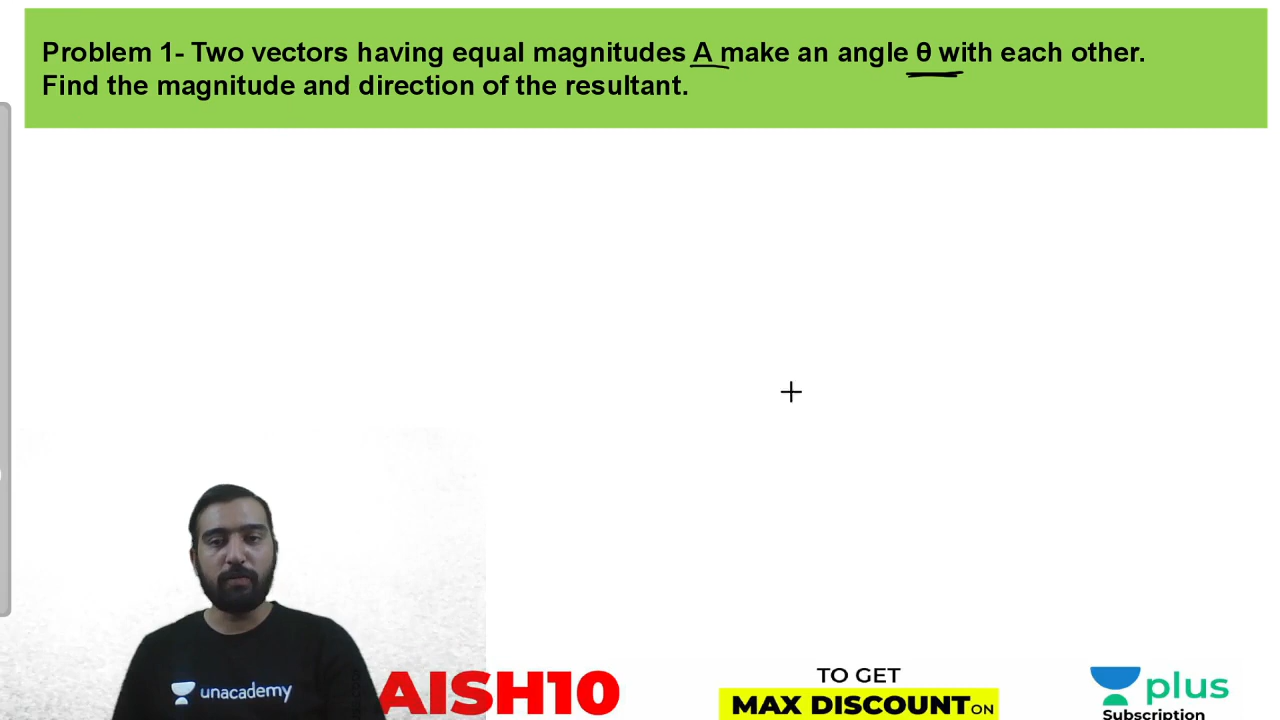 Problem 1- Two vectors having equal magnitudes A make an angle θ with each other.
Find the magnitude and direction of the resultant.
unacademy
AISH10
TO GET
MAX DISCOUNT ON
plus
Subscription